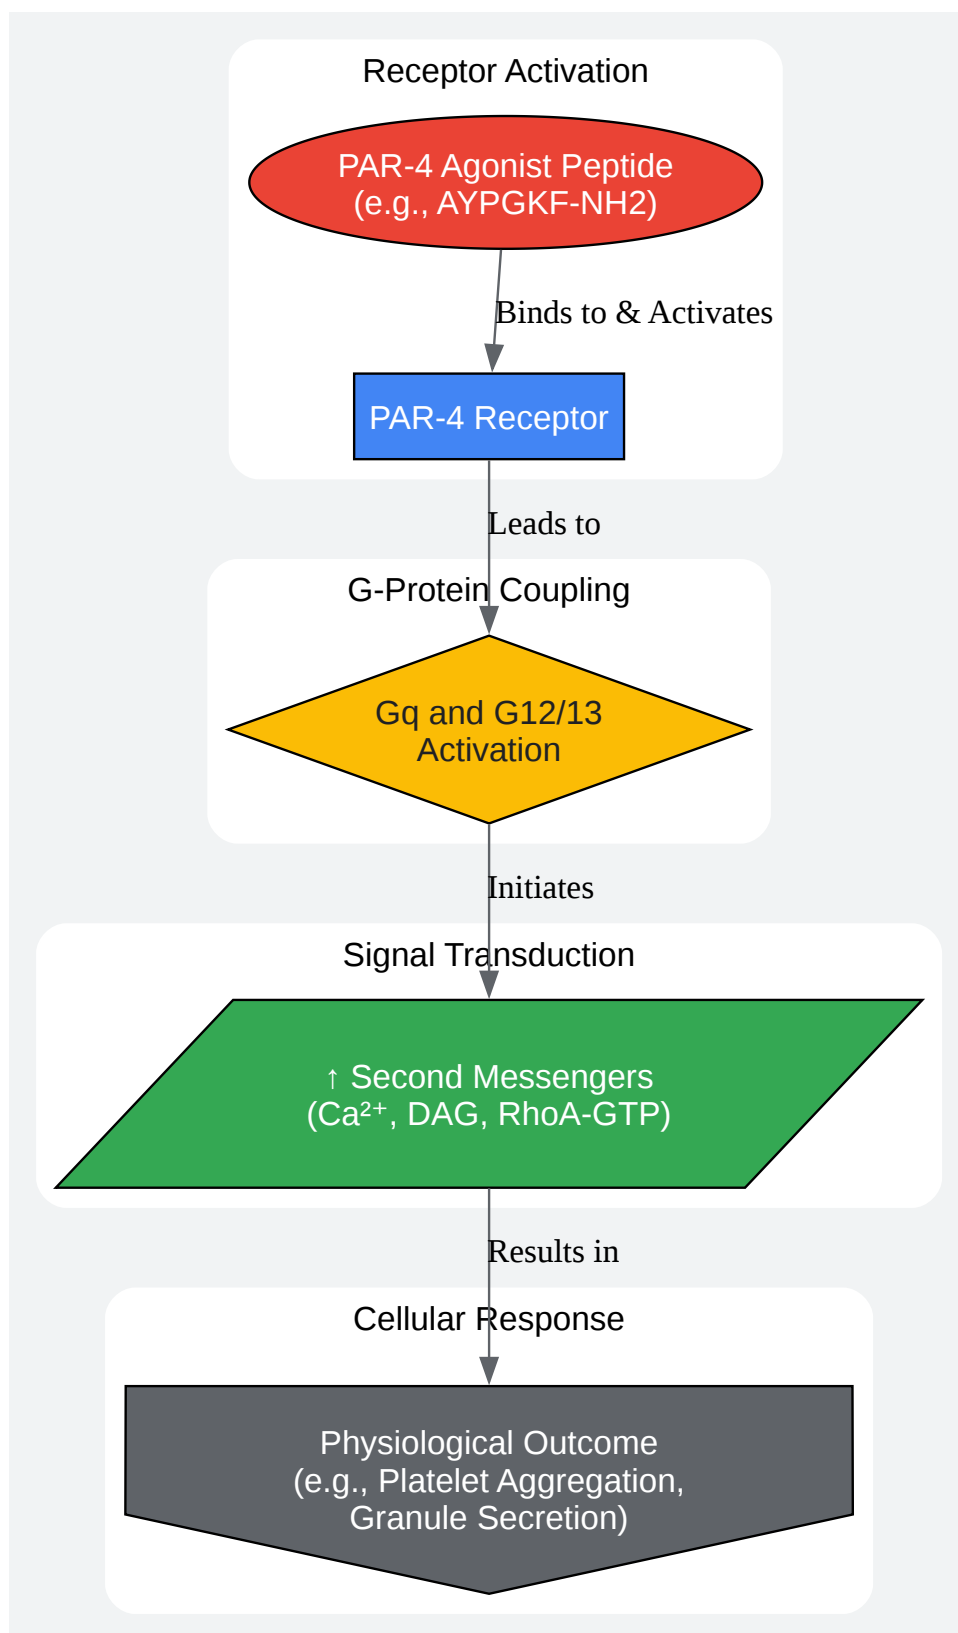 Receptor Activation
PAR-4 Agonist Peptide
(e.g., AYPGKF-NH2)
Binds to & Activates
PAR-4 Receptor
Leads to
G-Protein Coupling
Gq and G12/13
Activation
Initiates
Signal Transduction
↑ Second Messengers
(Ca²⁺, DAG, RhoA-GTP)
Results in
Cellular Response
Physiological Outcome
(e.g., Platelet Aggregation,
Granule Secretion)